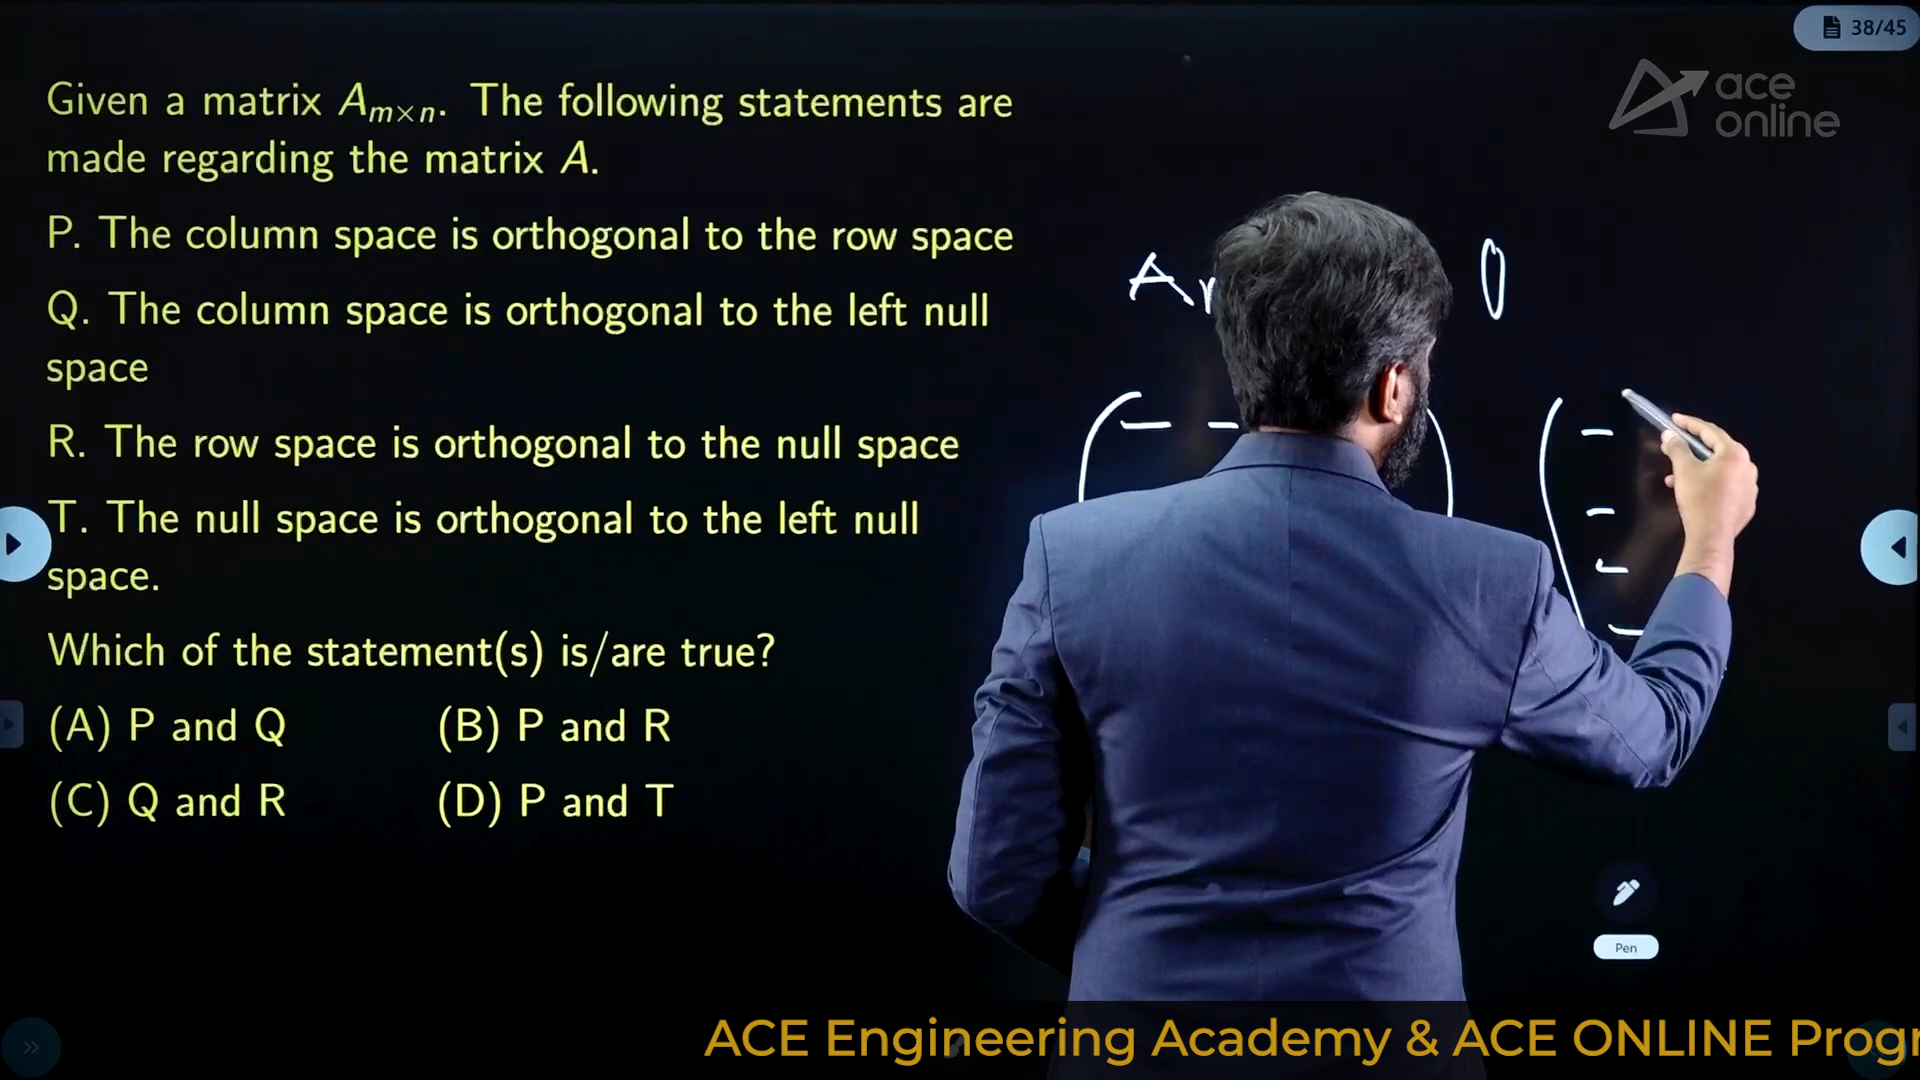 38/45
ace
online
Given a matrix A_{m×n}. The following statements are
made regarding the matrix A.
P. The column space is orthogonal to the row space
Q. The column space is orthogonal to the left null
space
R. The row space is orthogonal to the null space
T. The null space is orthogonal to the left null
space.
Which of the statement(s) is/are true?
(A) P and Q (B) P and R
(C) Q and R (D) P and T
A 0
Pen
ACE Engineering Academy & ACE ONLINE Progr